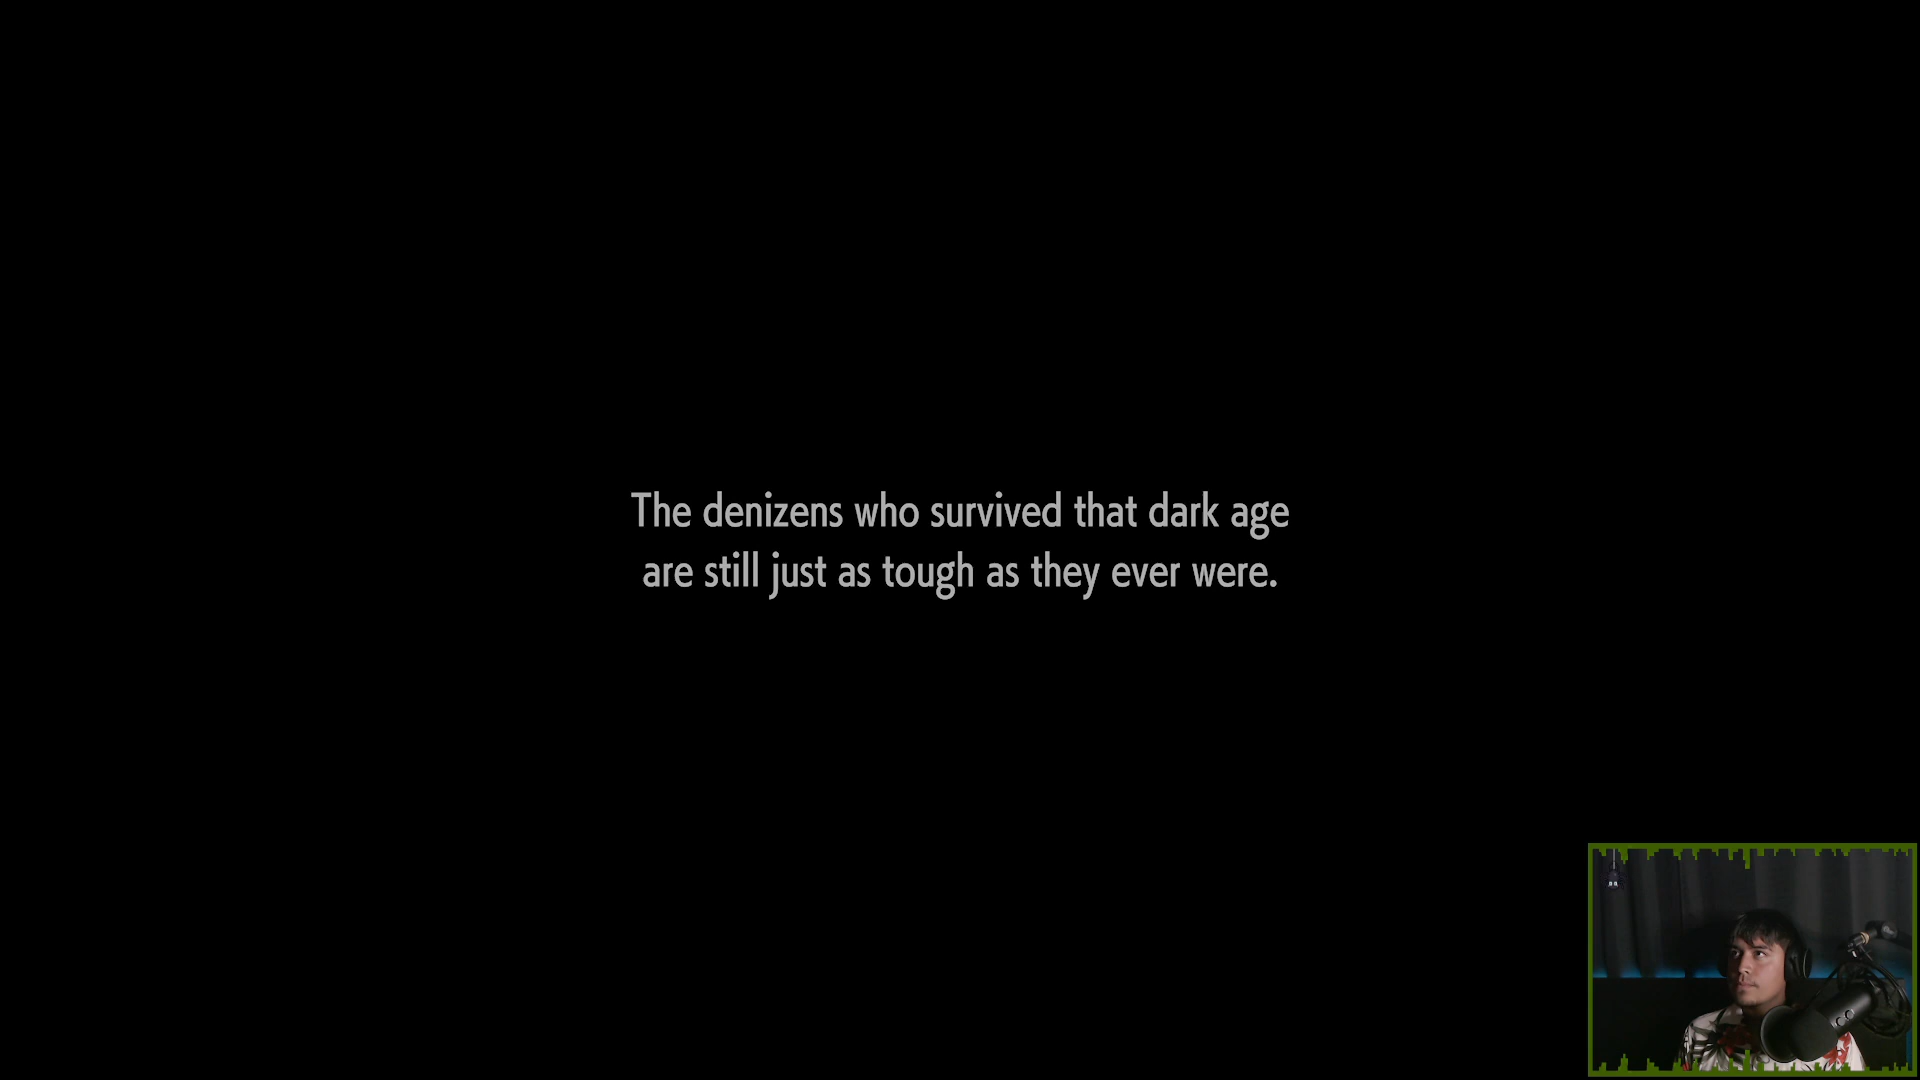 The denizens who survived that dark age
are still just as tough as they ever were.